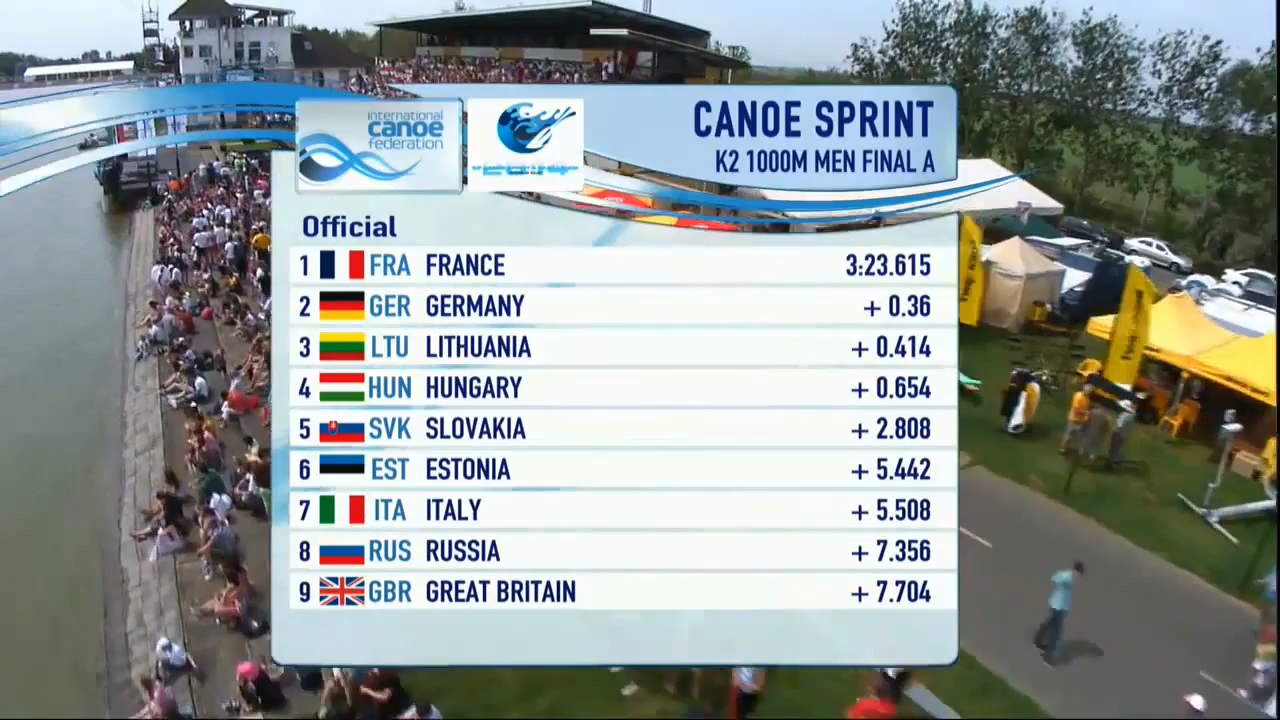 international
canoe
federation
2014
CANOE SPRINT
K2 1000M MEN FINAL A
Official
1 FRA FRANCE 3:23.615
2 GER GERMANY + 0.36
3 LTU LITHUANIA + 0.414
4 HUN HUNGARY + 0.654
5 SVK SLOVAKIA + 2.808
6 EST ESTONIA + 5.442
7 ITA ITALY + 5.508
8 RUS RUSSIA + 7.356
9 GBR GREAT BRITAIN + 7.704